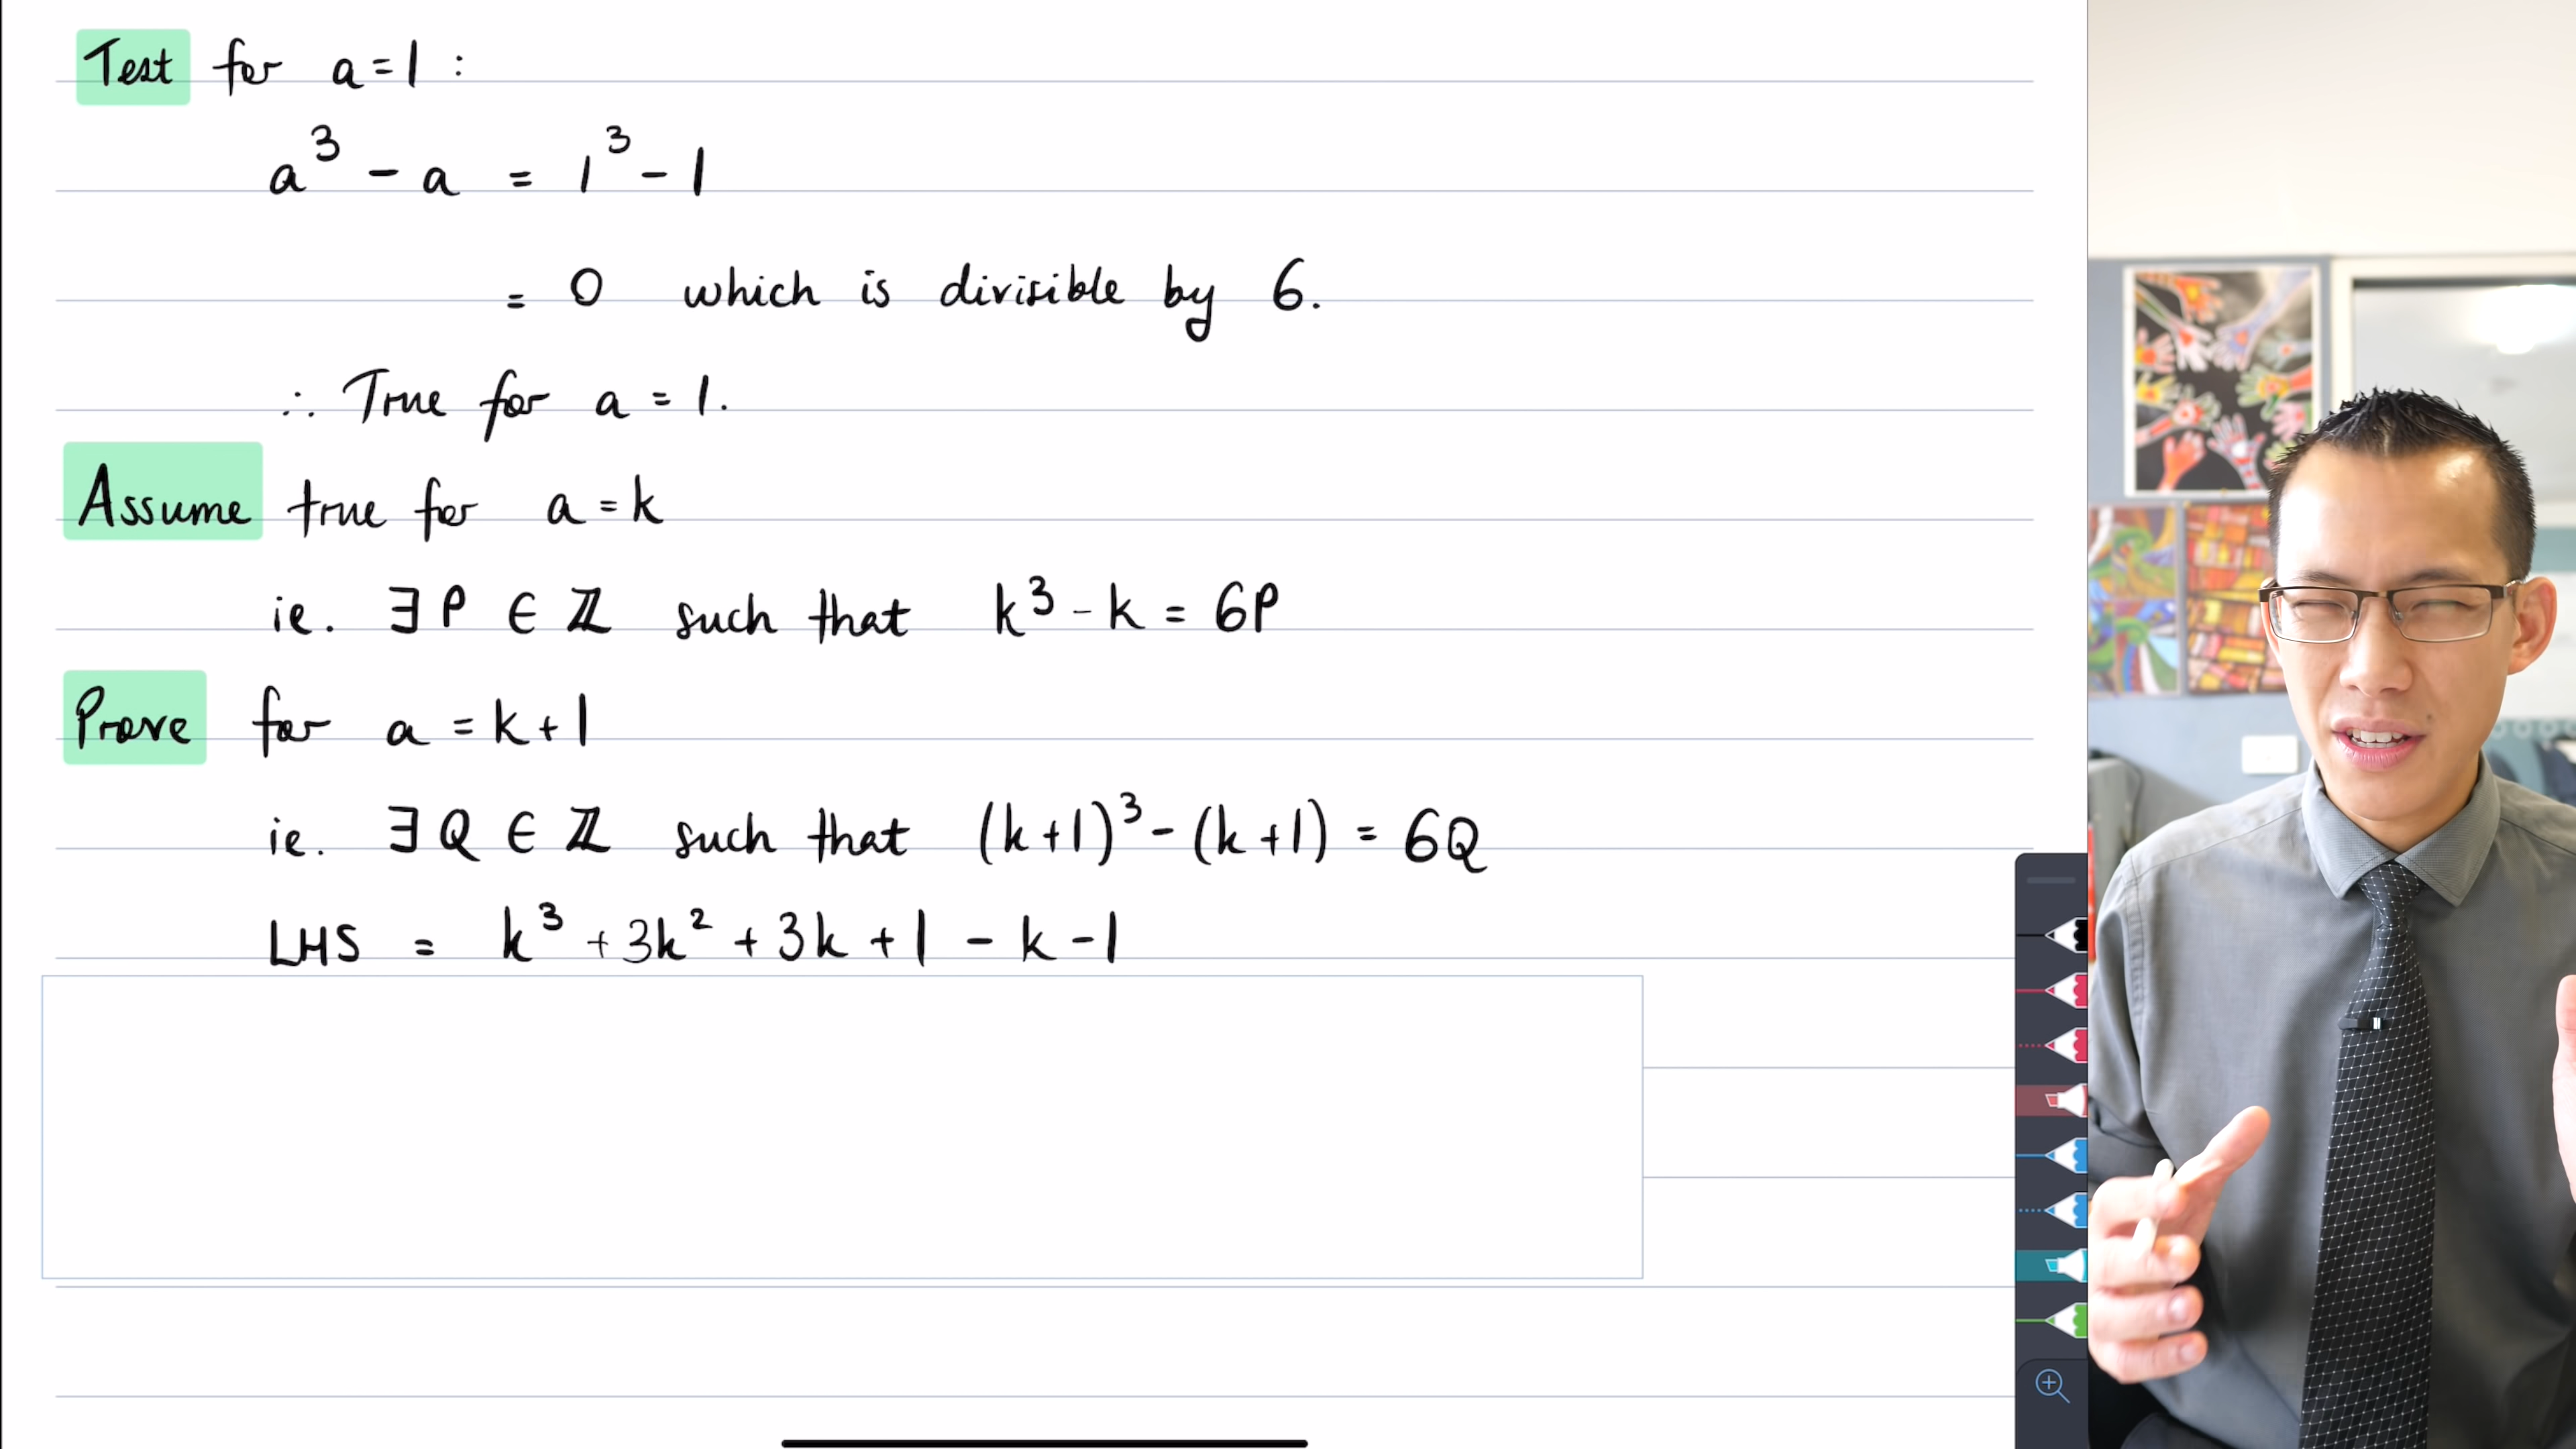 Test for a = 1 :
a³ - a = 1³ - 1
= 0 which is divisible by 6.
∴ True for a = 1.
Assume true for a = k
ie. ∃ P ∈ ℤ such that k³ - k = 6P
Prove for a = k + 1
ie. ∃ Q ∈ ℤ such that (k + 1)³ - (k + 1) = 6Q
LHS = k³ + 3k² + 3k + 1 - k - 1